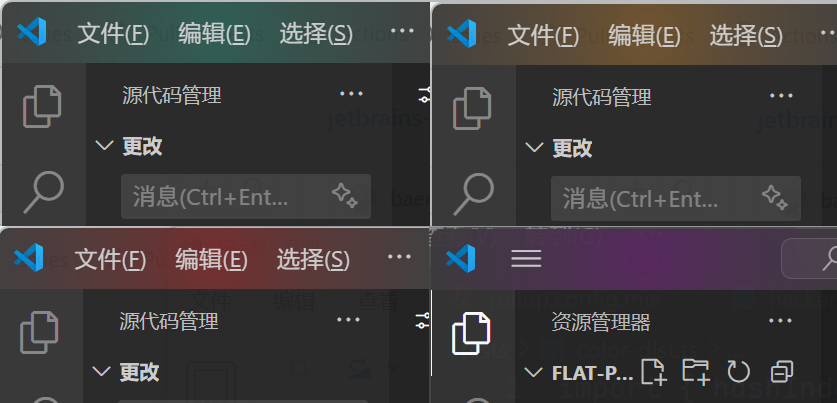 文件(F) 编辑(E) 选择(S) ...
源代码管理 ...
更改
消息(Ctrl+Ent...
文件(F) 编辑(E) 选择(S) ...
源代码管理 ...
更改
消息(Ctrl+Ent...
文件(F) 编辑(E) 选择(S) ...
源代码管理 ...
更改
资源管理器 ...
FLAT-P...